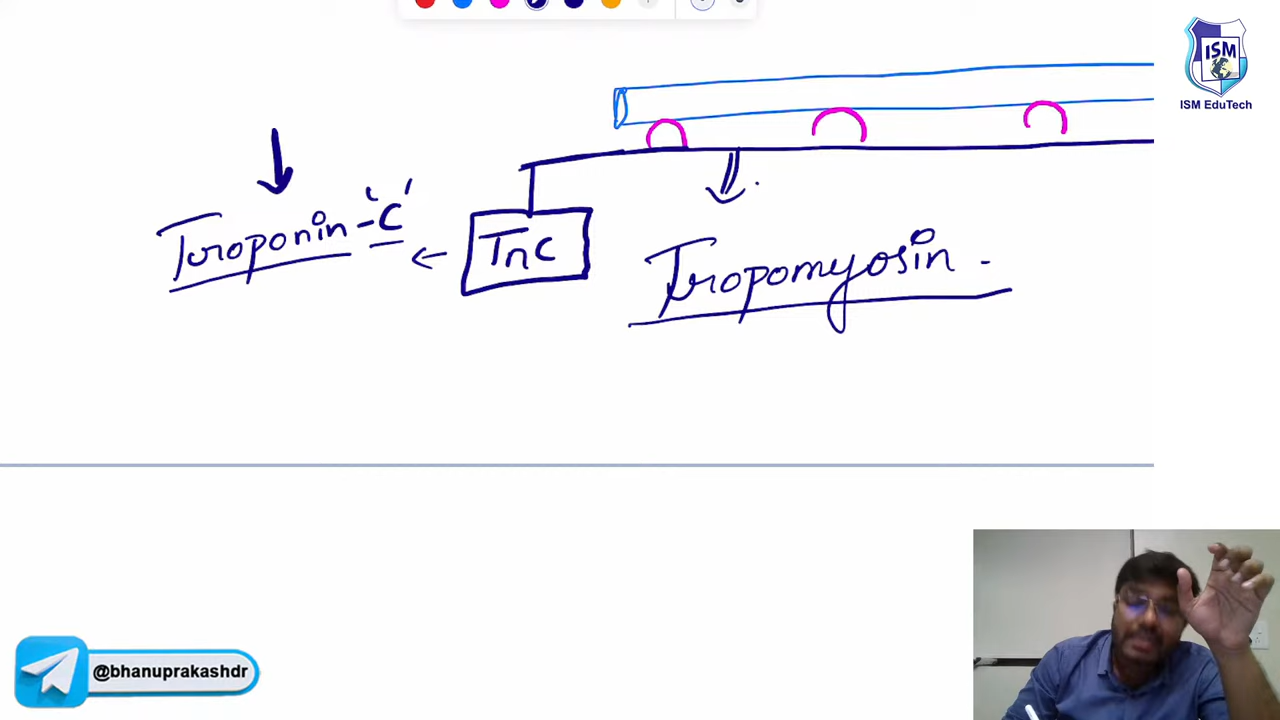 ISM
ISM EduTech
Troponin-'C'
TnC
Tropomyosin.
@bhanuprakashdr